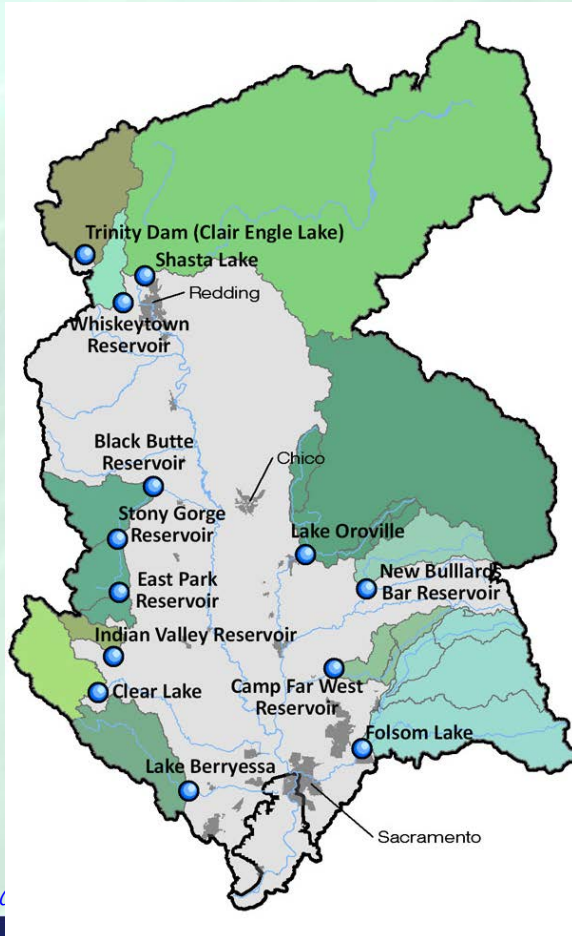 Trinity Dam (Clair Engle Lake)
Shasta Lake
Redding
Whiskeytown
Reservoir
Black Butte
Reservoir
Chico
Stony Gorge
Reservoir
Lake Oroville
East Park
Reservoir
New Bulllards
Bar Reservoir
Indian Valley Reservoir
Clear Lake
Camp Far West
Reservoir
Folsom Lake
Lake Berryessa
Sacramento